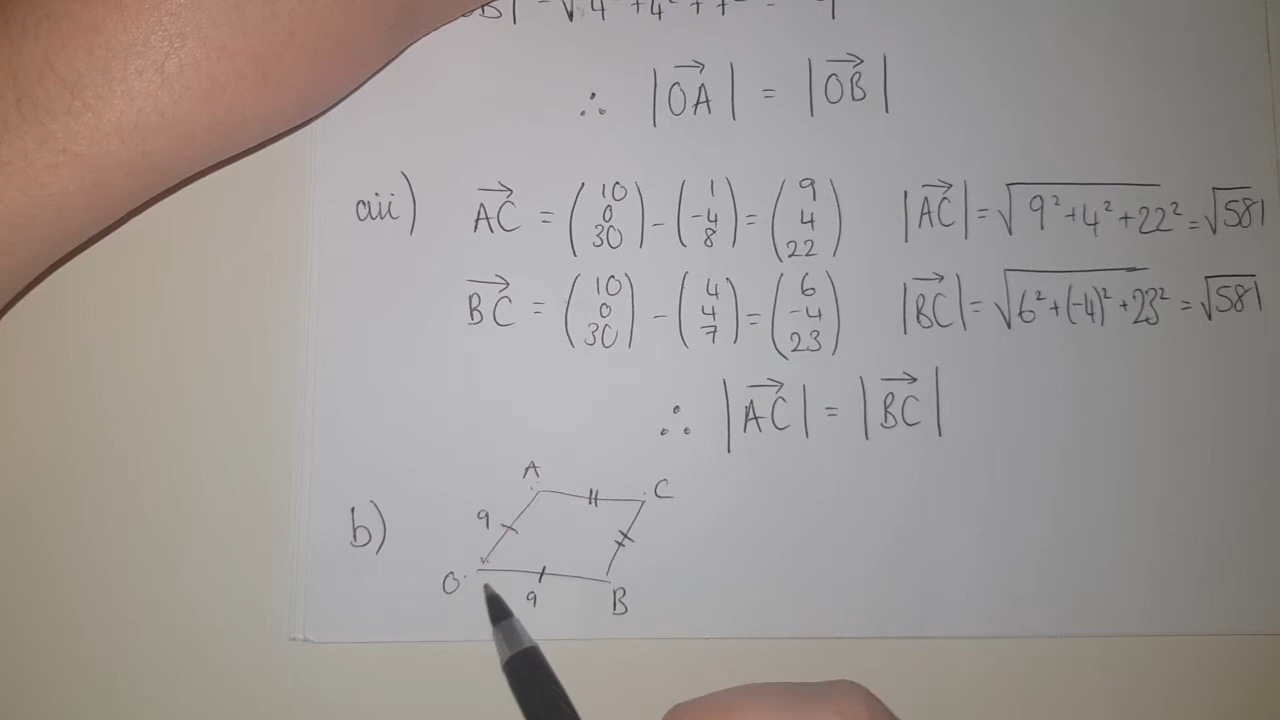 ∴ |OA| = |OB|
aii) AC = (10 0 30) - (1 -4 8) = (9 4 22) |AC| = √9²+4²+22² = √581
BC = (10 0 30) - (4 4 7) = (6 -4 23) |BC| = √6²+(-4)²+23² = √581
∴ |AC| = |BC|
b)
A
C
9
O
9
B